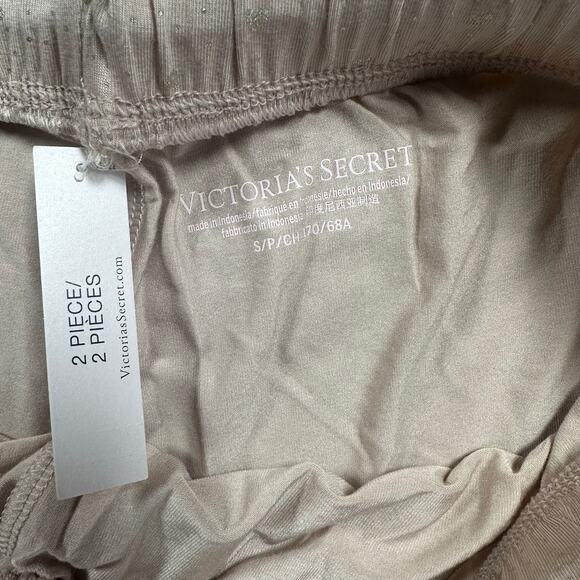 VICTORIA'S SECRET
made in Indonesia/fabriqué en Indonésie/hecho en Indonesia/
fabbricato in Indonesia 印度尼西亚制造
S/P/CH 170/68A
2 PIECE/
2 PIÈCES
VictoriasSecret.com